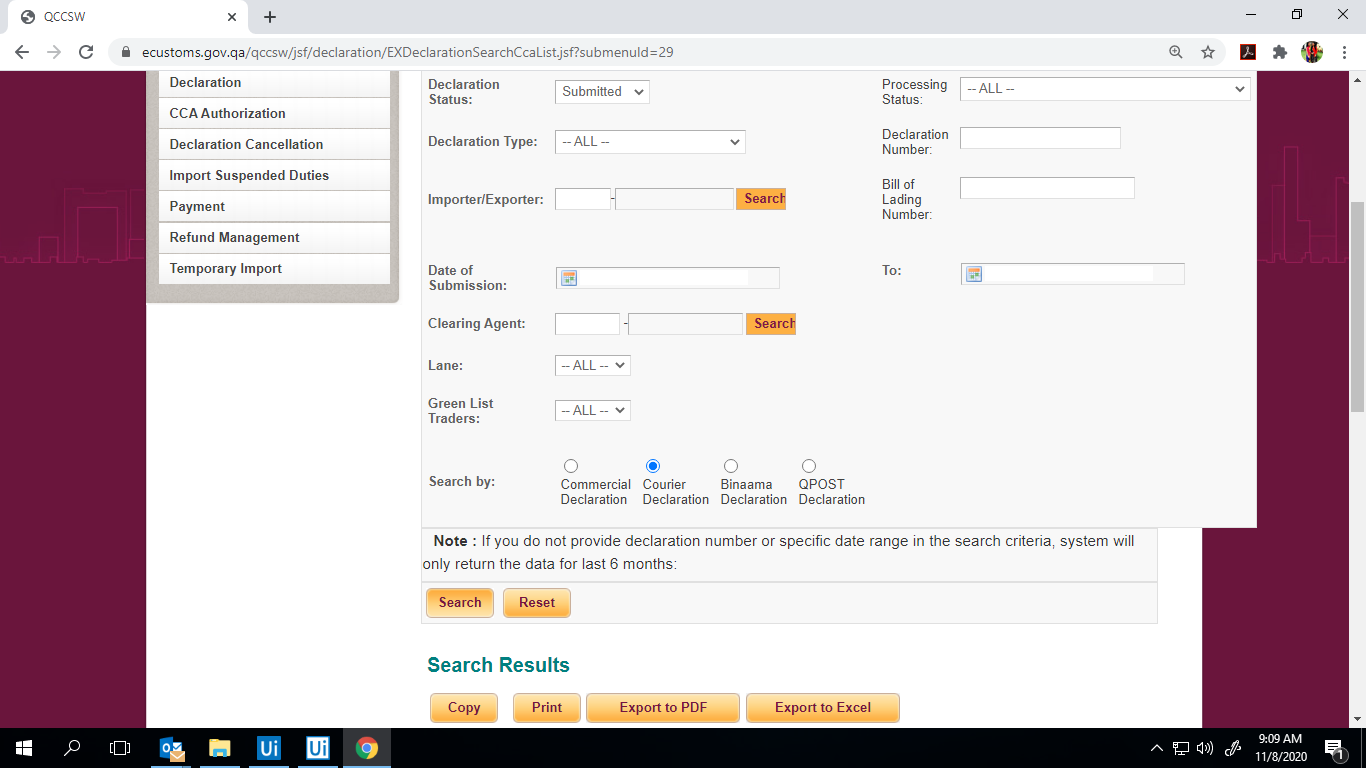 QCCSW
ecustoms.gov.qa/qccsw/jsf/declaration/EXDeclarationSearchCcaList.jsf?submenuId=29
Declaration
CCA Authorization
Declaration Cancellation
Import Suspended Duties
Payment
Refund Management
Temporary Import
Declaration Status: Submitted
Processing Status: -- ALL --
Declaration Type: -- ALL --
Declaration Number:
Importer/Exporter: - Search
Bill of Lading Number:
Date of Submission:
To:
Clearing Agent: - Search
Lane: -- ALL --
Green List Traders: -- ALL --
Search by:
Commercial Declaration
Courier Declaration
Binaama Declaration
QPOST Declaration
Note : If you do not provide declaration number or specific date range in the search criteria, system will
only return the data for last 6 months:
Search Reset
Search Results
Copy Print Export to PDF Export to Excel
Ui Ui
9:09 AM
11/8/2020
1